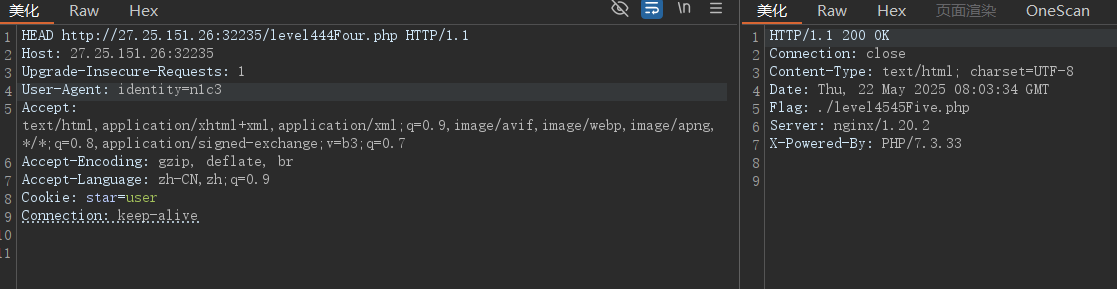 美化 Raw Hex \n
1 HEAD http://27.25.151.26:32235/level444Four.php HTTP/1.1
2 Host: 27.25.151.26:32235
3 Upgrade-Insecure-Requests: 1
4 User-Agent: identity=n1c3
5 Accept:
text/html,application/xhtml+xml,application/xml;q=0.9,image/avif,image/webp,image/apng,
*/*;q=0.8,application/signed-exchange;v=b3;q=0.7
6 Accept-Encoding: gzip, deflate, br
7 Accept-Language: zh-CN,zh;q=0.9
8 Cookie: star=user
9 Connection: keep-alive
10
11
美化 Raw Hex 页面渲染 OneScan
1 HTTP/1.1 200 OK
2 Connection: close
3 Content-Type: text/html; charset=UTF-8
4 Date: Thu, 22 May 2025 08:03:34 GMT
5 Flag: ./level4545Five.php
6 Server: nginx/1.20.2
7 X-Powered-By: PHP/7.3.33
8
9